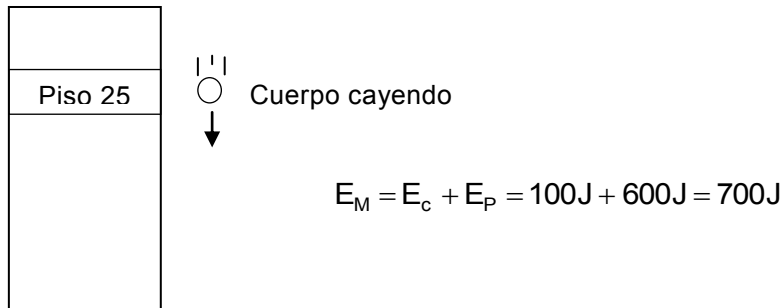 Piso 25
Cuerpo cayendo
E_M = E_c + E_P = 100J + 600J = 700J